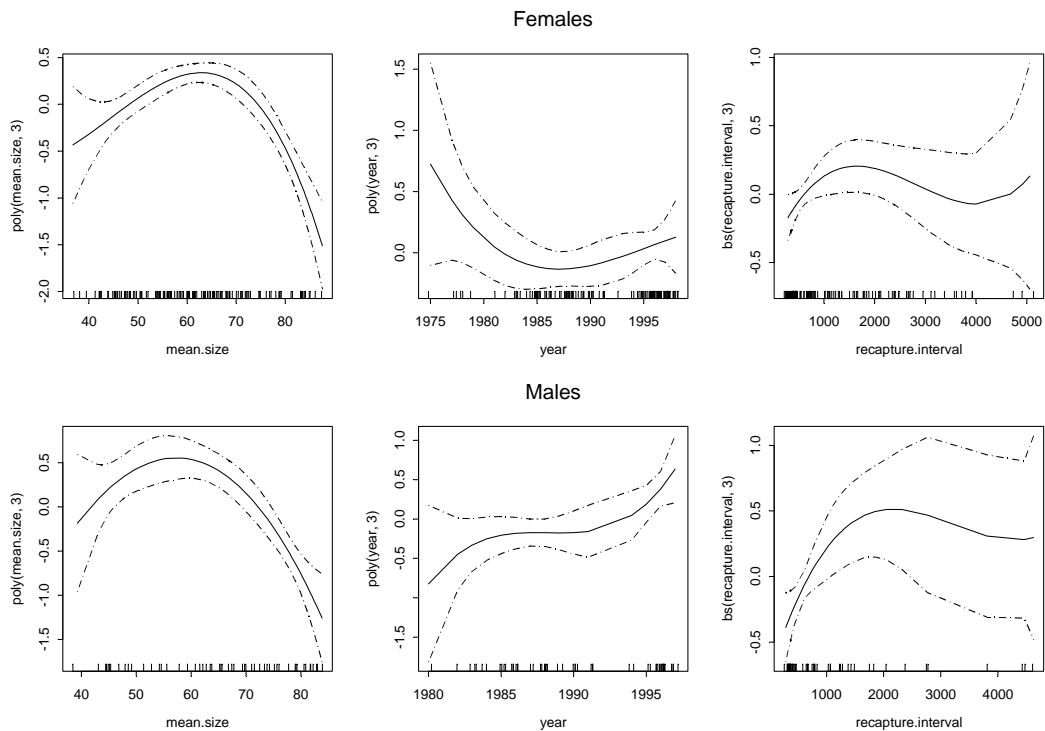 Females
poly(mean.size, 3)
0.5
0.0
-0.5
-1.0
-1.5
-2.0
40 50 60 70 80
mean.size
poly(year, 3)
1.5
1.0
0.5
0.0
1975 1980 1985 1990 1995
year
bs(recapture.interval, 3)
1.0
0.5
0.0
-0.5
1000 2000 3000 4000 5000
recapture.interval
Males
poly(mean.size, 3)
0.5
0.0
-0.5
-1.5
40 50 60 70 80
mean.size
poly(year, 3)
1.0
0.0
-0.5
-1.5
1980 1985 1990 1995
year
bs(recapture.interval, 3)
1.0
0.5
0.0
-0.5
1000 2000 3000 4000
recapture.interval